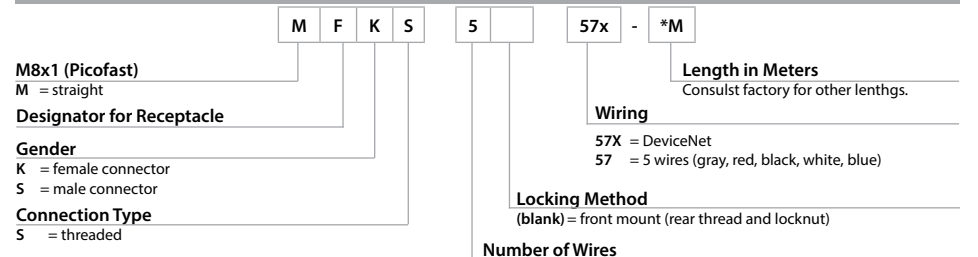 M F K S 5 57x - *M
M8x1 (Picofast)
M = straight
Designator for Receptacle
Gender
K = female connector
S = male connector
Connection Type
S = threaded
Length in Meters
Consulst factory for other lenthgs.
Wiring
57X = DeviceNet
57 = 5 wires (gray, red, black, white, blue)
Locking Method
(blank) = front mount (rear thread and locknut)
Number of Wires